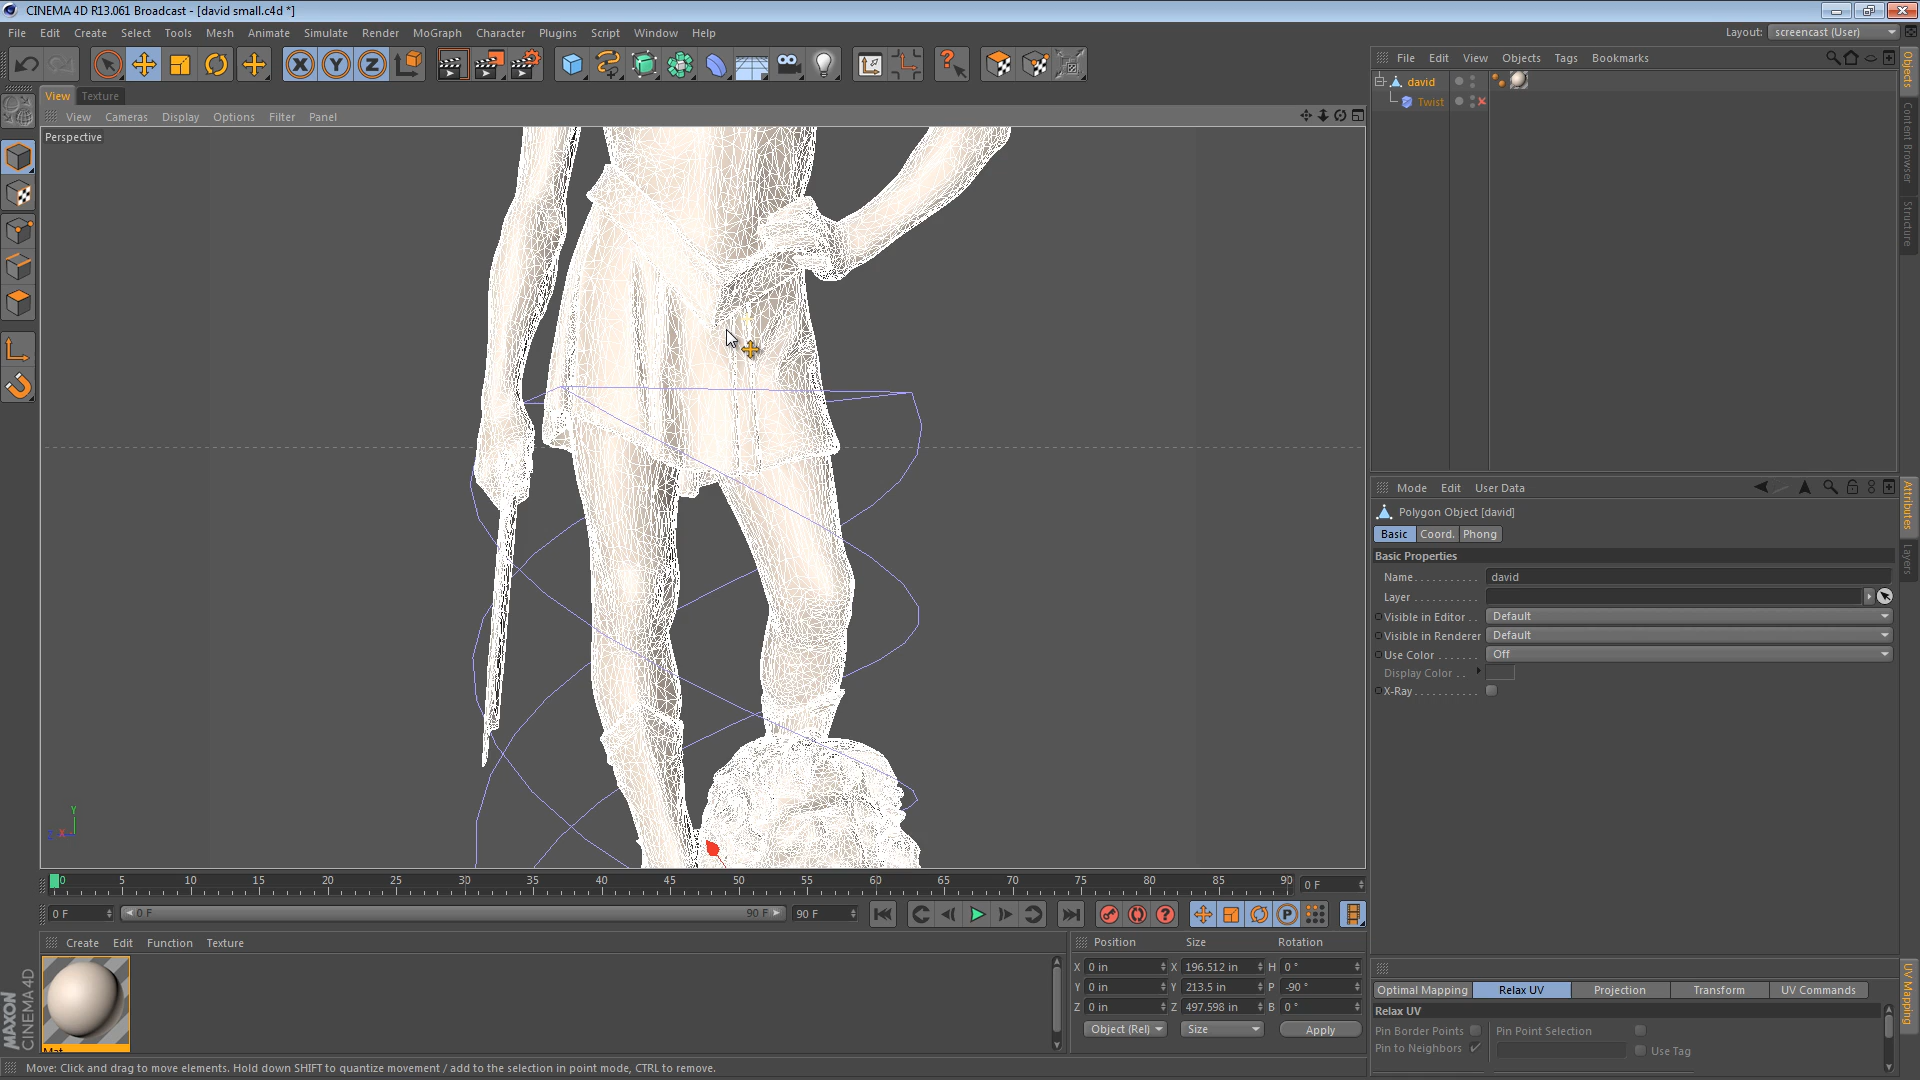 CINEMA 4D R13.061 Broadcast - [david small.c4d *]
File Edit Create Select Tools Mesh Animate Simulate Render MoGraph Character Plugins Script Window Help
Layout: screencast (User)
View Texture
View Cameras Display Options Filter Panel
Perspective
File Edit View Objects Tags Bookmarks
david
Twist
Objects
Content Browser
Structure
Mode Edit User Data
Polygon Object [david]
Basic Coord. Phong
Basic Properties
Name david
Layer
Visible in Editor Default
Visible in Renderer Default
Use Color Off
Display Color
X-Ray
Attributes
Layers
X Y Z
Y
X
0 5 10 15 20 25 30 35 40 45 50 55 60 65 70 75 80 85 90
0 F
0 F 0 F 90 F 90 F
Create Edit Function Texture
Mat
MAXON
CINEMA 4D
Position Size Rotation
X 0 in X 196.512 in H 0 °
Y 0 in Y 213.5 in P -90 °
Z 0 in Z 497.598 in B 0 °
Object (Rel) Size Apply
Optimal Mapping Relax UV Projection Transform UV Commands
Relax UV
Pin Border Points Pin Point Selection
Pin to Neighbors Use Tag
UV Mapping
Move: Click and drag to move elements. Hold down SHIFT to quantize movement / add to the selection in point mode, CTRL to remove.